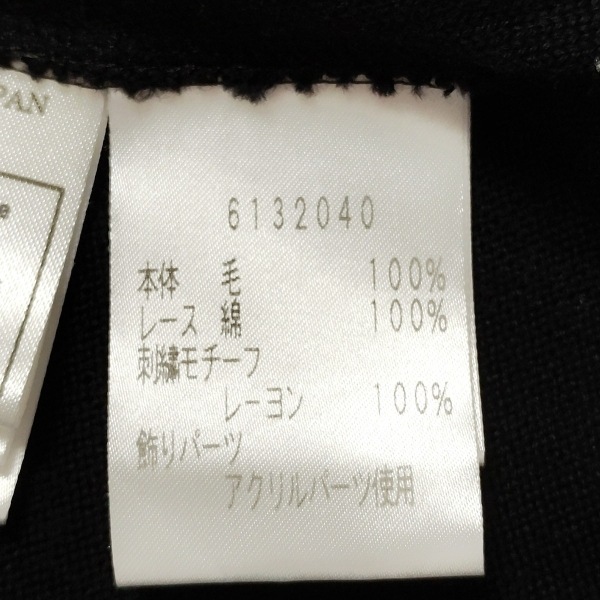 PAN
e
6132040
本体 毛 100%
レース 綿 100%
刺繍モチーフ
レーヨン 100%
飾りパーツ
アクリルパーツ使用